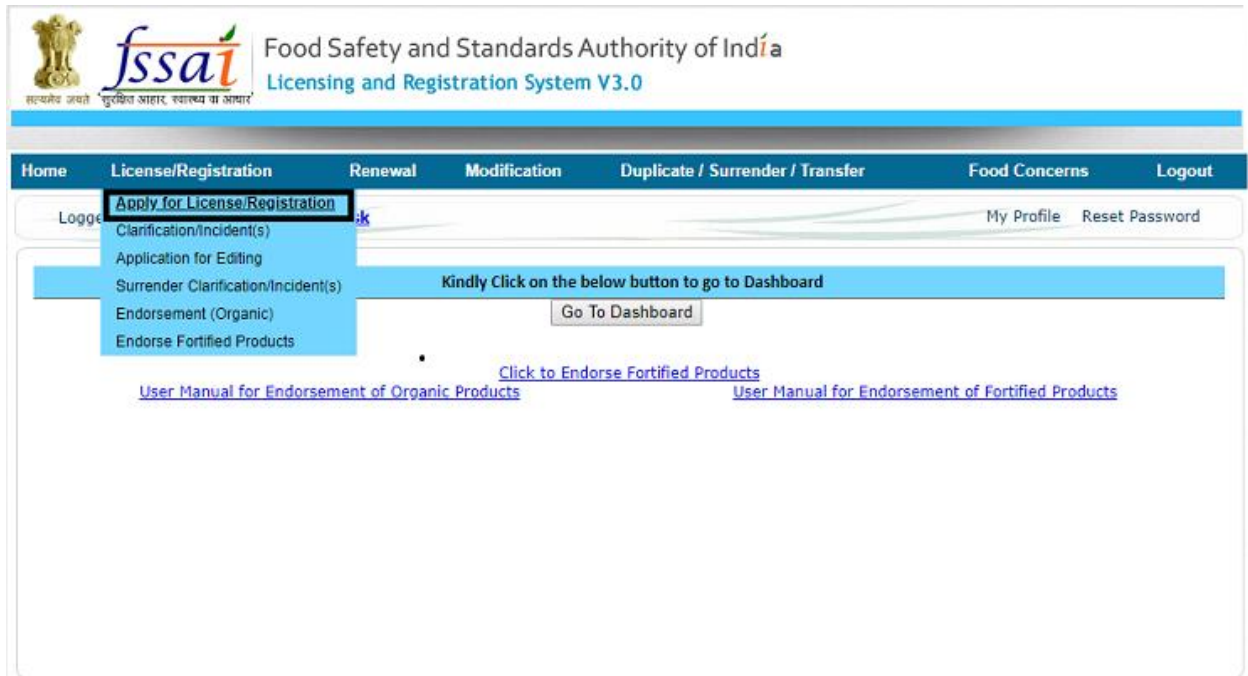 fssai
Food Safety and Standards Authority of India
Licensing and Registration System V3.0
सत्यमेव जयते
Home License/Registration Renewal Modification Duplicate / Surrender / Transfer Food Concerns Logout
Apply for License/Registration
Logge
My Profile Reset Password
Clarification/Incident(s)
Application for Editing
Surrender Clarification/Incident(s)
Kindly Click on the below button to go to Dashboard
Endorsement (Organic)
Go To Dashboard
Endorse Fortified Products
Click to Endorse Fortified Products
User Manual for Endorsement of Organic Products User Manual for Endorsement of Fortified Products